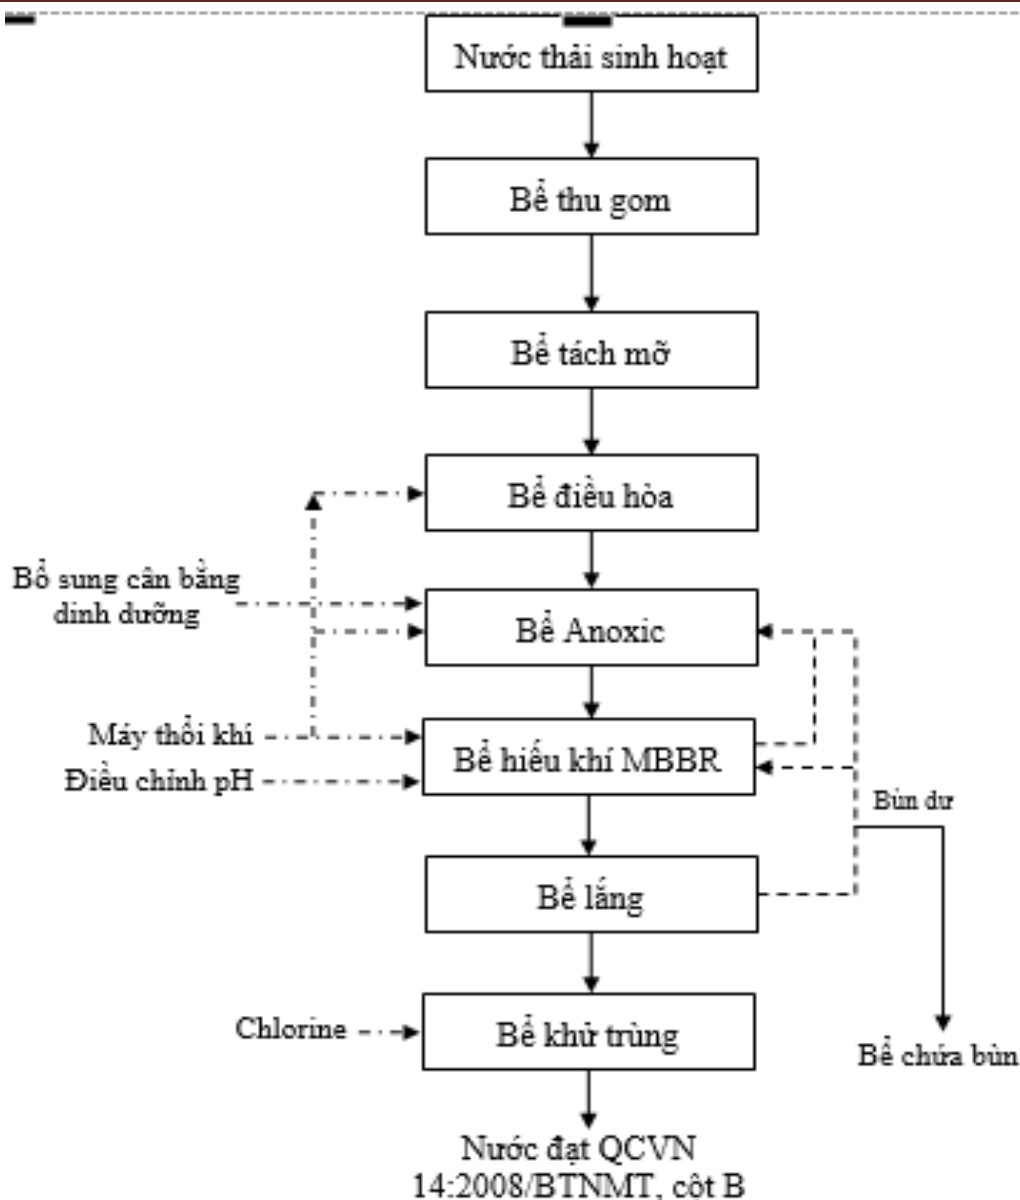 Nước thải sinh hoạt
Bể thu gom
Bể tách mỡ
Bể điều hòa
Bổ sung cân bằng
dinh dưỡng
Bể Anoxic
Máy thổi khí
Điều chỉnh pH
Bể hiếu khí MBBR
Bùn dư
Bể lắng
Chlorine
Bể khử trùng
Bể chứa bùn
Nước đạt QCVN
14:2008/BTNMT, cột B